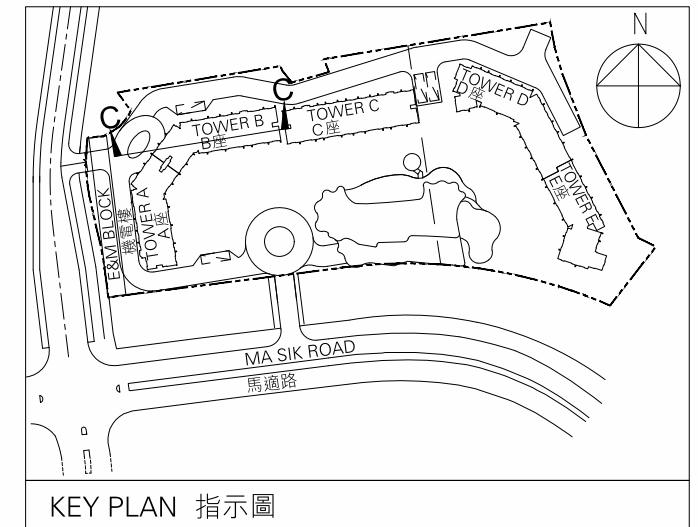 N
C
C
TOWER B
B座
TOWER C
C座
TOWER D
D座
TOWER E
E座
TOWER A
A座
E&M BLOCK
機電樓
MA SIK ROAD
馬適路
KEY PLAN 指示圖